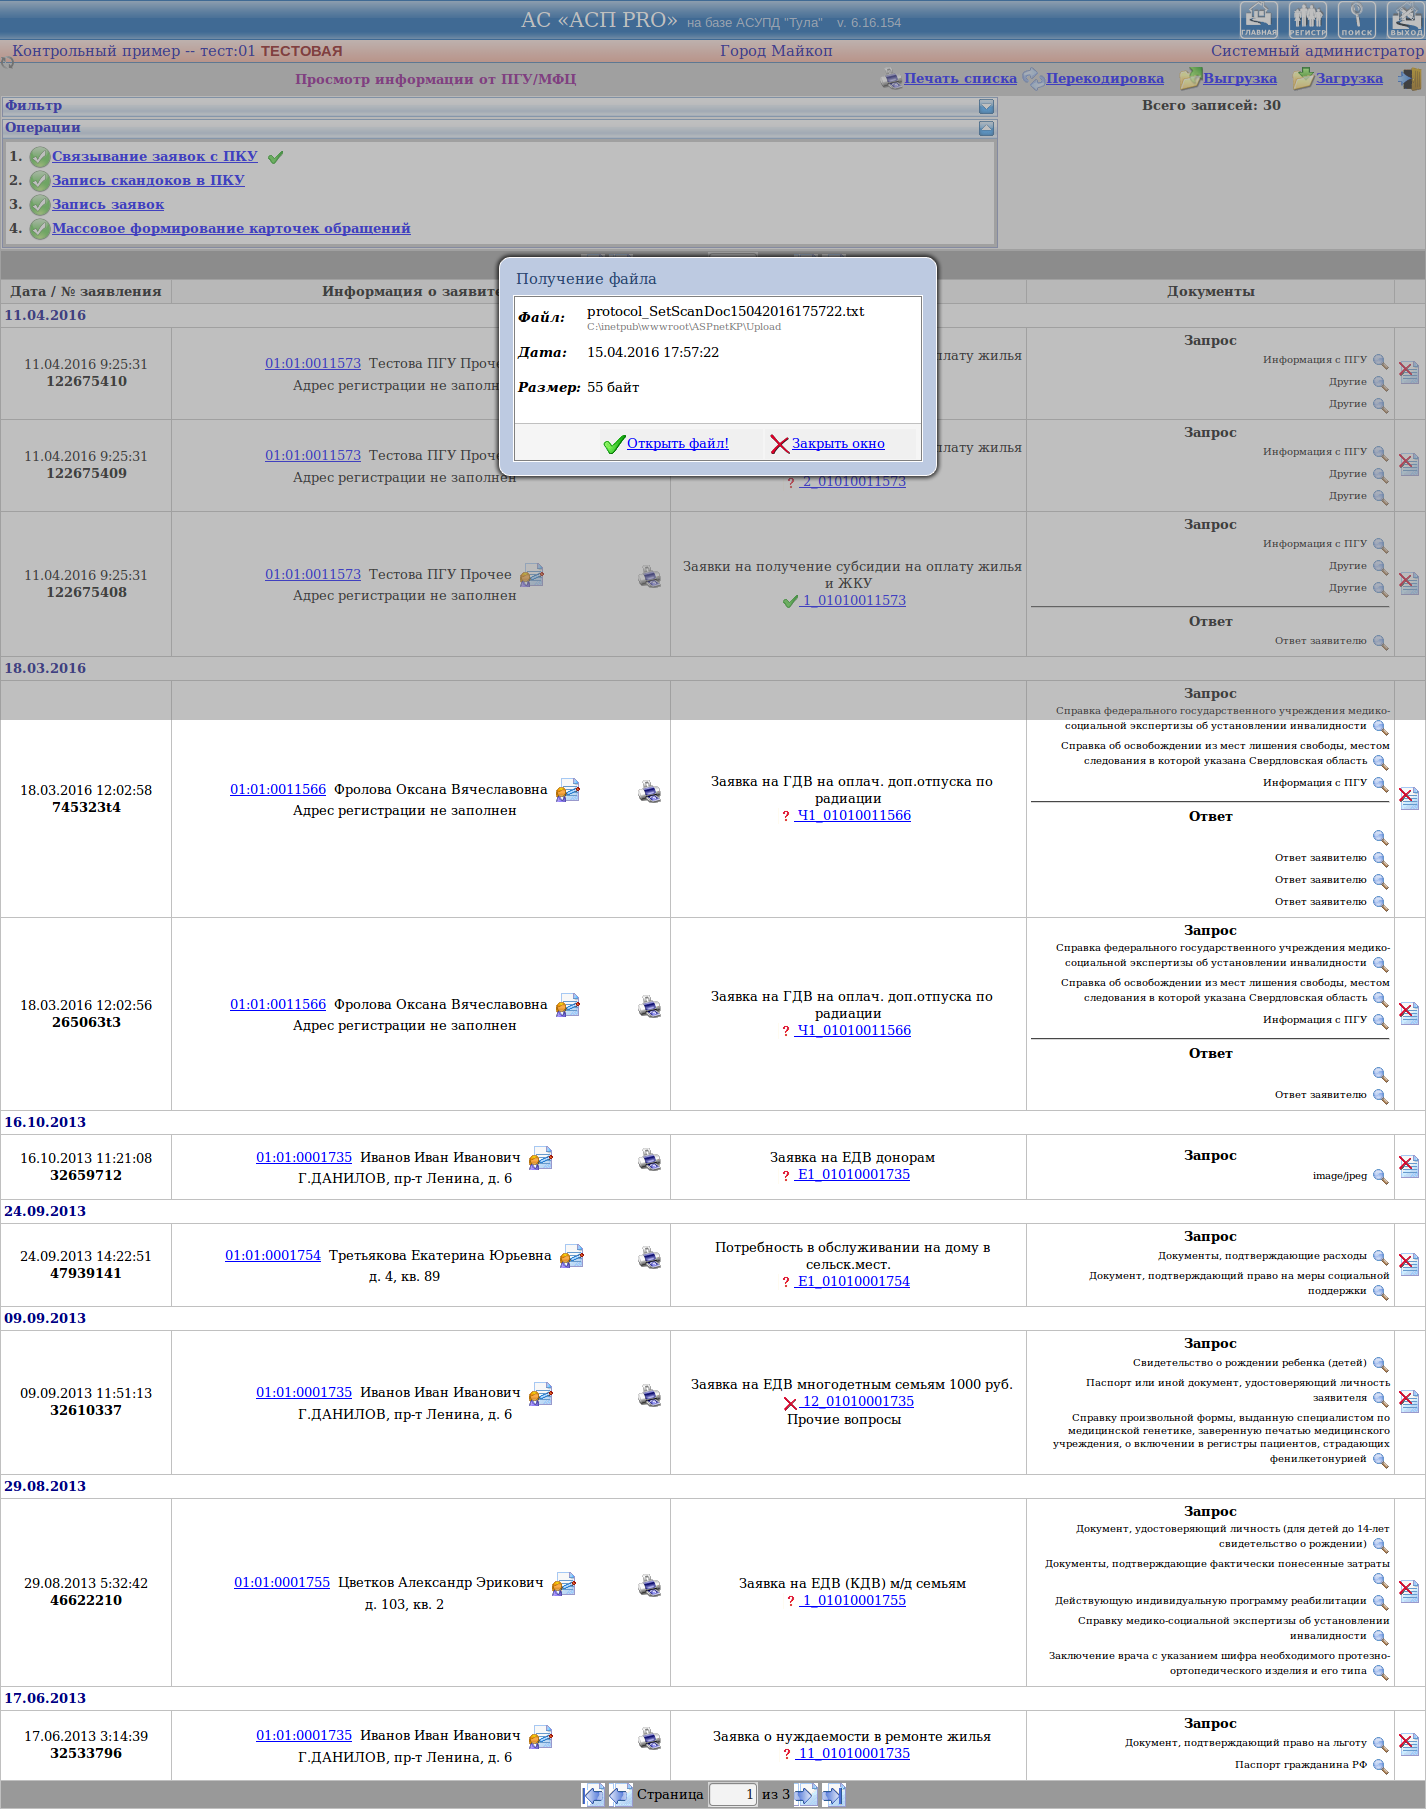 АС «АСП PRO» на базе АСУПД "Тула" v. 6.16.154
ГЛАВНАЯ РЕГИСТР ПОИСК ВЫХОД
Контрольный пример -- тест:01 ТЕСТОВАЯ Город Майкоп Системный администратор
Просмотр информации от ПГУ/МФЦ Печать списка Перекодировка Выгрузка Загрузка
Фильтр
Всего записей: 30
Операции
1. Связывание заявок с ПКУ
2. Запись скандоков в ПКУ
3. Запись заявок
4. Массовое формирование карточек обращений
Получение файла
Файл: protocol_SetScanDoc15042016175722.txt
C:\inetpub\wwwroot\ASPnetKP\Upload
Дата: 15.04.2016 17:57:22
Размер: 55 байт
Открыть файл! Закрыть окно
Дата / № заявления Информация о заявите Документы
11.04.2016
11.04.2016 9:25:31
122675410
01:01:0011573 Тестова ПГУ Проче
Адрес регистрации не заполн
плату жилья
Запрос
Информация с ПГУ
Другие
Другие
11.04.2016 9:25:31
122675409
01:01:0011573 Тестова ПГУ Проче
Адрес регистрации не заполнен
плату жилья
? 2_01010011573
Запрос
Информация с ПГУ
Другие
Другие
11.04.2016 9:25:31
122675408
01:01:0011573 Тестова ПГУ Прочее
Адрес регистрации не заполнен
Заявки на получение субсидии на оплату жилья
и ЖКУ
1_01010011573
Запрос
Информация с ПГУ
Другие
Другие
Ответ
Ответ заявителю
18.03.2016
18.03.2016 12:02:58
745323t4
01:01:0011566 Фролова Оксана Вячеславовна
Адрес регистрации не заполнен
Заявка на ГДВ на оплач. доп.отпуска по
радиации
? Ч1_01010011566
Запрос
Справка федерального государственного учреждения медико-
социальной экспертизы об установлении инвалидности
Справка об освобождении из мест лишения свободы, местом
следования в которой указана Свердловская область
Информация с ПГУ
Ответ
Ответ заявителю
Ответ заявителю
Ответ заявителю
18.03.2016 12:02:56
265063t3
01:01:0011566 Фролова Оксана Вячеславовна
Адрес регистрации не заполнен
Заявка на ГДВ на оплач. доп.отпуска по
радиации
? Ч1_01010011566
Запрос
Справка федерального государственного учреждения медико-
социальной экспертизы об установлении инвалидности
Справка об освобождении из мест лишения свободы, местом
следования в которой указана Свердловская область
Информация с ПГУ
Ответ
Ответ заявителю
16.10.2013
16.10.2013 11:21:08
32659712
01:01:0001735 Иванов Иван Иванович
Г.ДАНИЛОВ, пр-т Ленина, д. 6
Заявка на ЕДВ донорам
? Е1_01010001735
Запрос
image/jpeg
24.09.2013
24.09.2013 14:22:51
47939141
01:01:0001754 Третьякова Екатерина Юрьевна
д. 4, кв. 89
Потребность в обслуживании на дому в
сельск.мест.
? Е1_01010001754
Запрос
Документы, подтверждающие расходы
Документ, подтверждающий право на меры социальной
поддержки
09.09.2013
09.09.2013 11:51:13
32610337
01:01:0001735 Иванов Иван Иванович
Г.ДАНИЛОВ, пр-т Ленина, д. 6
Заявка на ЕДВ многодетным семьям 1000 руб.
12_01010001735
Прочие вопросы
Запрос
Свидетельство о рождении ребенка (детей)
Паспорт или иной документ, удостоверяющий личность
заявителя
Справку произвольной формы, выданную специалистом по
медицинской генетике, заверенную печатью медицинского
учреждения, о включении в регистры пациентов, страдающих
фенилкетонурией
29.08.2013
29.08.2013 5:32:42
46622210
01:01:0001755 Цветков Александр Эрикович
д. 103, кв. 2
Заявка на ЕДВ (КДВ) м/д семьям
? 1_01010001755
Запрос
Документ, удостоверяющий личность (для детей до 14-лет
свидетельство о рождении)
Документы, подтверждающие фактически понесенные затраты
Действующую индивидуальную программу реабилитации
Справку медико-социальной экспертизы об установлении
инвалидности
Заключение врача с указанием шифра необходимого протезно-
ортопедического изделия и его типа
17.06.2013
17.06.2013 3:14:39
32533796
01:01:0001735 Иванов Иван Иванович
Г.ДАНИЛОВ, пр-т Ленина, д. 6
Заявка о нуждаемости в ремонте жилья
? 11_01010001735
Запрос
Документ, подтверждающий право на льготу
Паспорт гражданина РФ
Страница 1 из 3